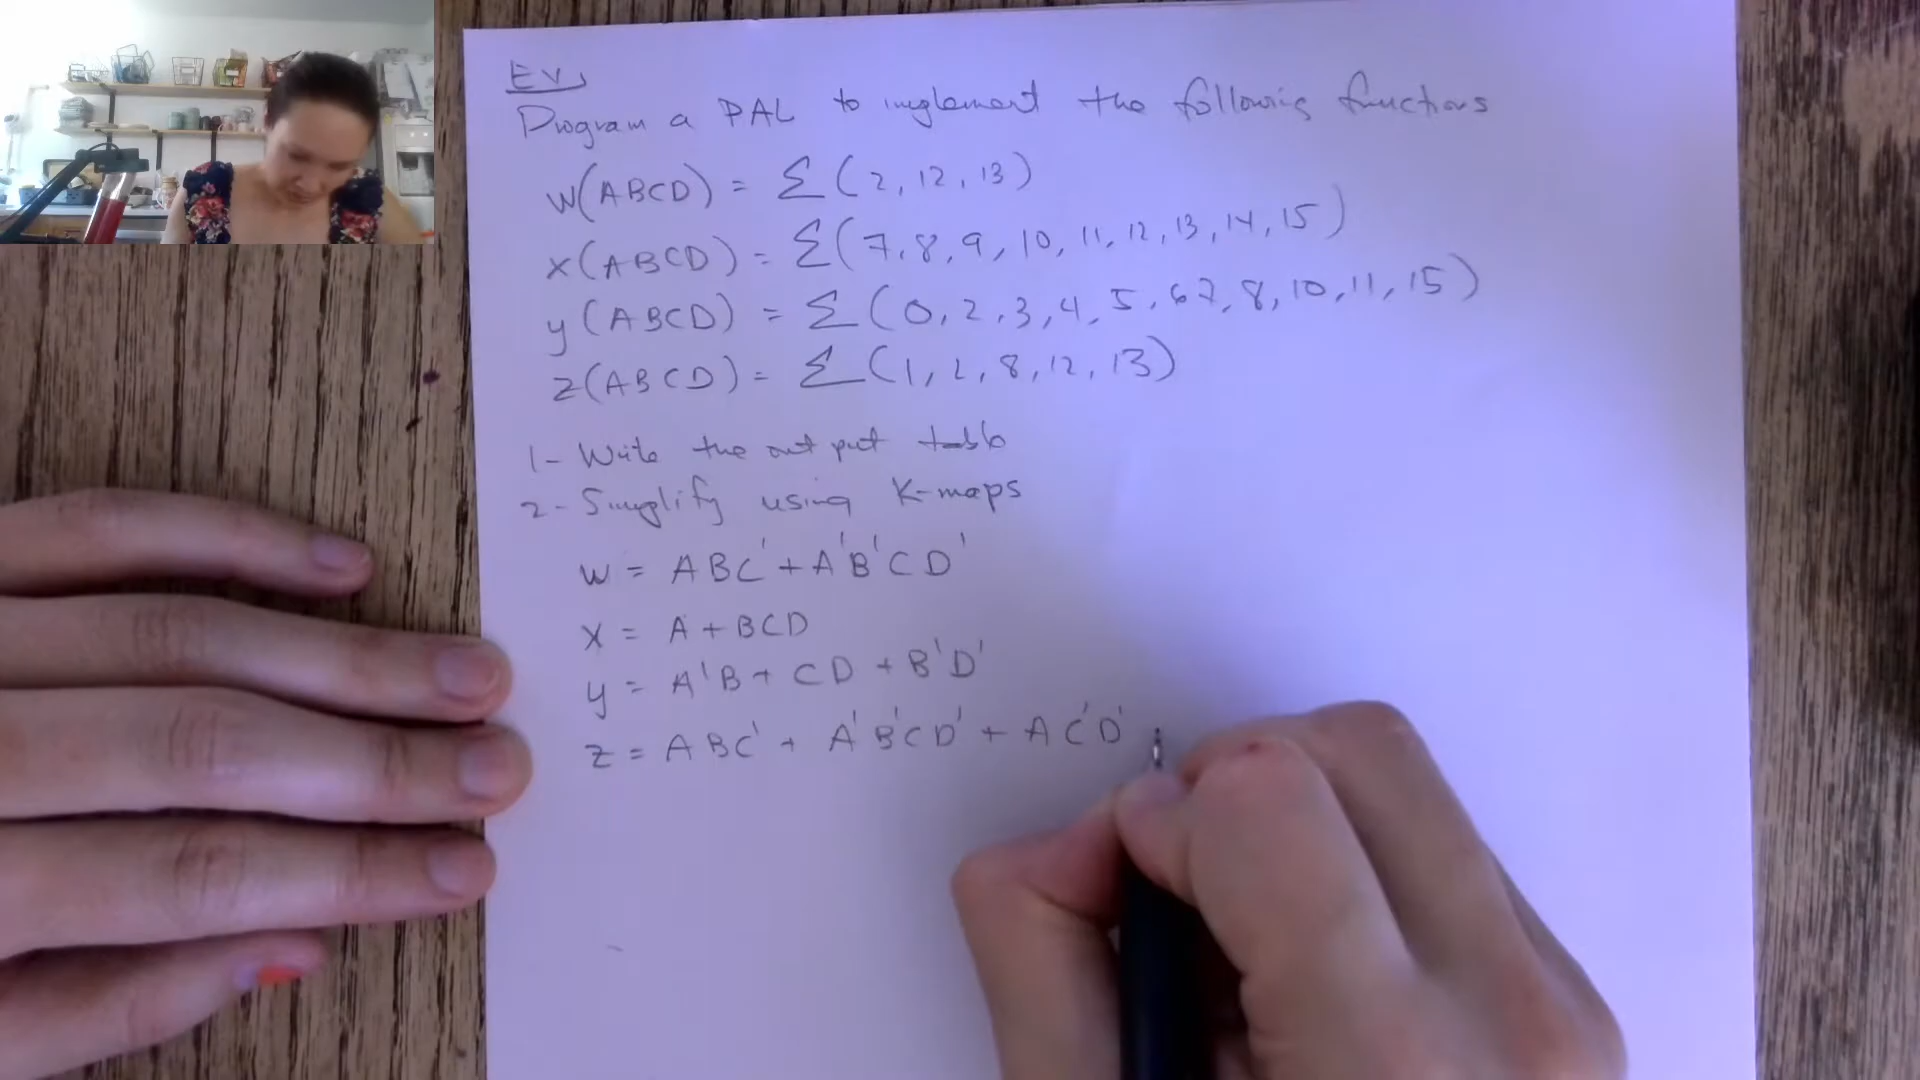 Ex
Program a PAL to implement the following functions
W(ABCD) = Σ(2, 12, 13)
X(ABCD) = Σ(7, 8, 9, 10, 11, 12, 13, 14, 15)
y(ABCD) = Σ(0, 2, 3, 4, 5, 6 7, 8, 10, 11, 15)
Z(ABCD) = Σ(1, 2, 8, 12, 13)
1- Write the out put table
2- Simplify using K-maps
W = ABC' + A'B'CD'
X = A + BCD
y = A'B + CD + B'D'
Z = ABC' + A'B'CD' + AC'D'